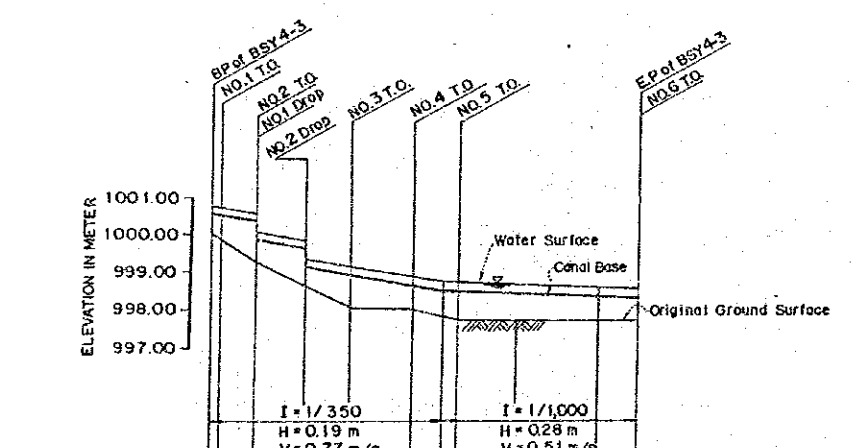 B.P of BSY4-3
NO.1 T.O.
NO.2 T.O.
NO.1 Drop
NO.2 Drop
NO.3 T.O.
NO.4 T.O
NO.5 T.O.
E.P of BSY4-3
NO.6 T.O.
ELEVATION IN METER
1001.00
1000.00
999.00
998.00
997.00
Water Surface
Canal Base
Original Ground Surface
I = 1/350
H = 0.19 m
I = 1/1,000
H = 0.28 m
V = 0.51 m/s